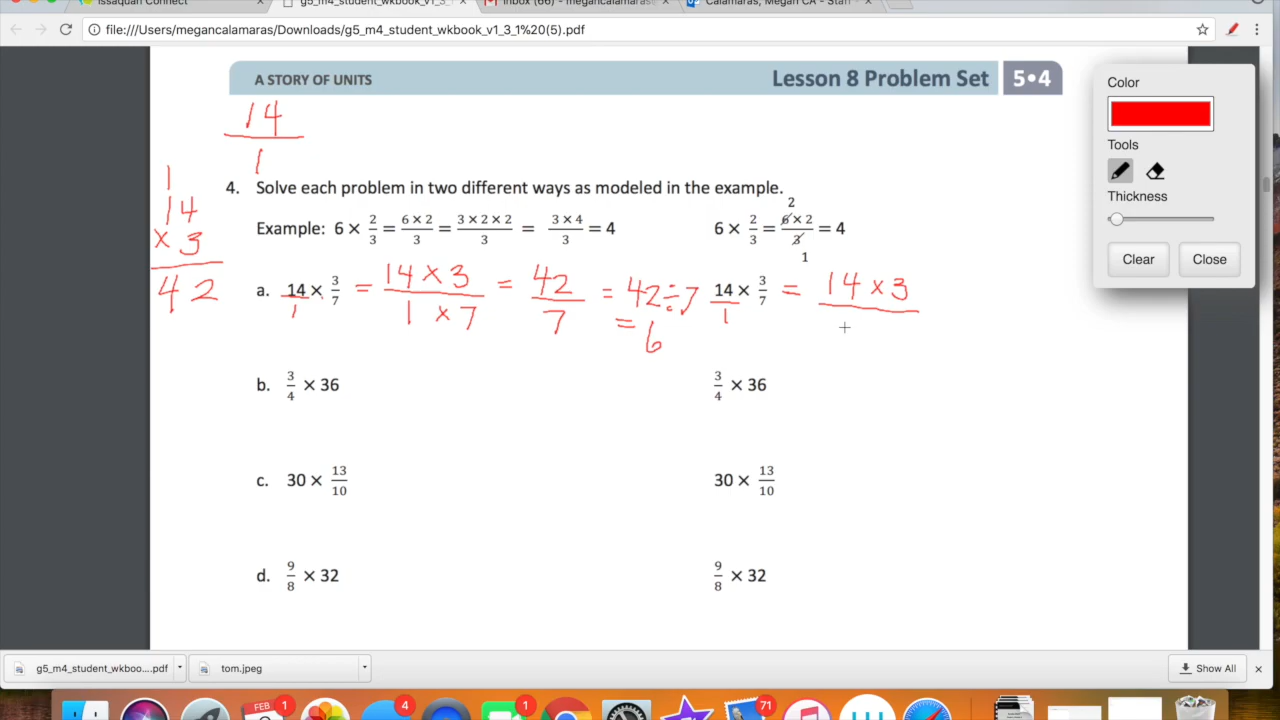 Issaquah Connect
g5_m4_student_wkbook_v1_3_1
Inbox (66) - megancalamaras@
Calamaras, Megan CA - Staff -
file:///Users/megancalamaras/Downloads/g5_m4_student_wkbook_v1_3_1%20(5).pdf
A STORY OF UNITS
Lesson 8 Problem Set 5•4
14/1
1
14
× 3
42
4. Solve each problem in two different ways as modeled in the example.
Example: 6 × 2/3 = (6 × 2)/3 = (3 × 2 × 2)/3 = (3 × 4)/3 = 4
2
6 × 2/3 = (6 × 2)/3 = 4
1
a. 14/1 × 3/7 = (14 × 3)/(1 × 7) = 42/7 = 42 ÷ 7
= 6
14/1 × 3/7 = 14 × 3
b. 3/4 × 36
3/4 × 36
c. 30 × 13/10
30 × 13/10
d. 9/8 × 32
9/8 × 32
Color
Tools
Thickness
Clear
Close
g5_m4_student_wkboo....pdf
tom.jpeg
Show All
FEB
1
4
1
71